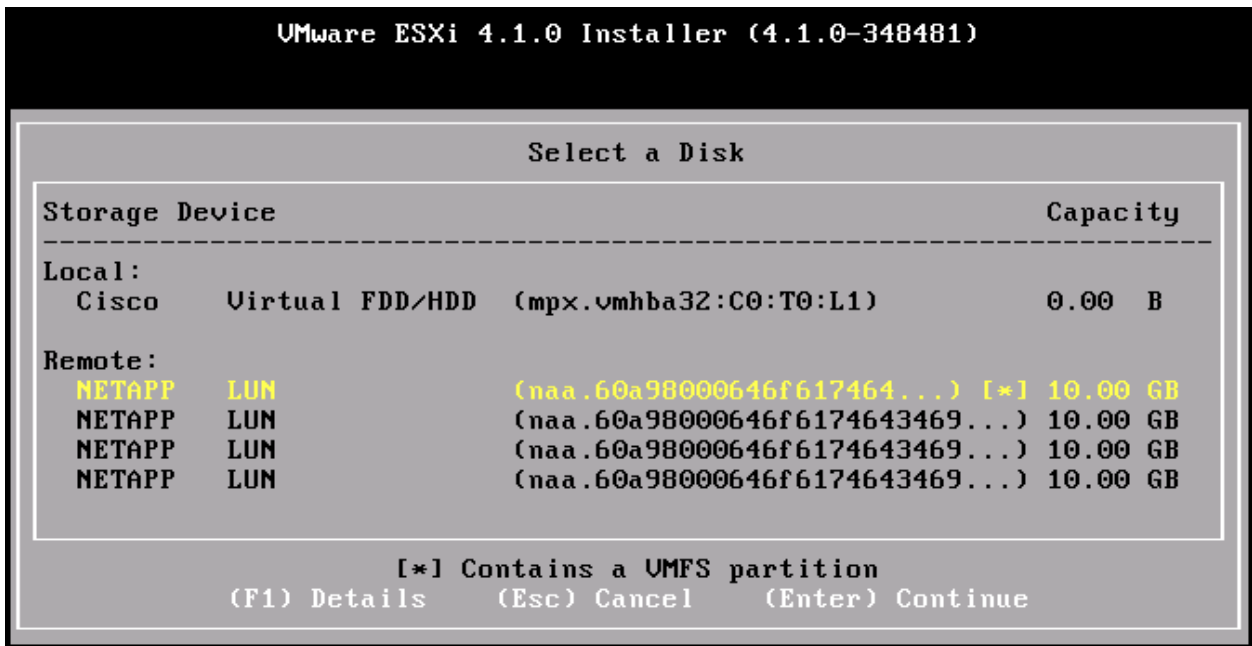 VMware ESXi 4.1.0 Installer (4.1.0-348481)
Select a Disk
Storage Device Capacity
Local:
Cisco Virtual FDD/HDD (mpx.vmhba32:C0:T0:L1) 0.00 B
Remote:
NETAPP LUN (naa.60a98000646f617464...) [*] 10.00 GB
NETAPP LUN (naa.60a98000646f6174643469...) 10.00 GB
NETAPP LUN (naa.60a98000646f6174643469...) 10.00 GB
NETAPP LUN (naa.60a98000646f6174643469...) 10.00 GB
[*] Contains a VMFS partition
(F1) Details (Esc) Cancel (Enter) Continue